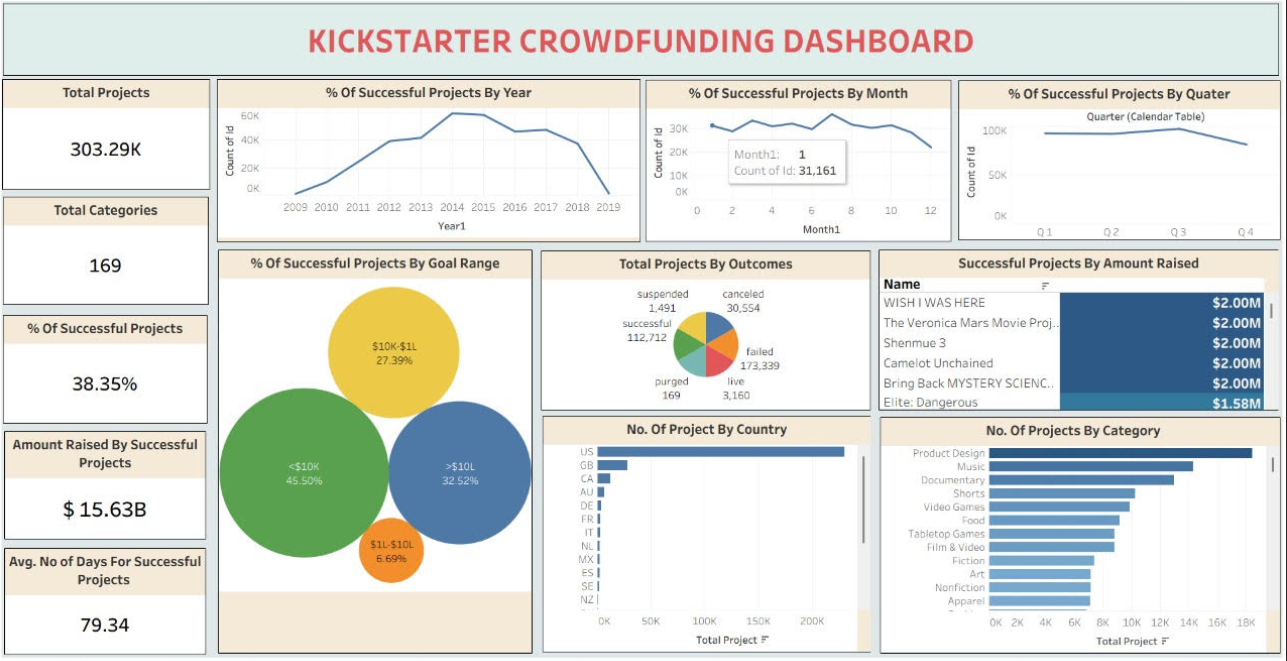 KICKSTARTER CROWDFUNDING DASHBOARD
Total Projects
303.29K
Total Categories
169
% Of Successful Projects
38.35%
Amount Raised By Successful
Projects
$ 15.63B
Avg. No of Days For Successful
Projects
79.34
% Of Successful Projects By Year
Count of Id
60K
40K
20K
0K
2009 2010 2011 2012 2013 2014 2015 2016 2017 2018 2019
Year1
% Of Successful Projects By Month
Count of Id
30K
20K
10K
0K
Month1: 1
Count of Id: 31,161
0 2 4 6 8 10 12
Month1
% Of Successful Projects By Quater
Quarter (Calendar Table)
Count of Id
100K
50K
0K
Q1 Q2 Q3 Q4
% Of Successful Projects By Goal Range
$10K-$1L
27.39%
<$10K
45.50%
>$10L
32.52%
$1L-$10L
6.69%
Total Projects By Outcomes
suspended
1,491
canceled
30,554
successful
112,712
failed
173,339
purged
169
live
3,160
Successful Projects By Amount Raised
Name
WISH I WAS HERE $2.00M
The Veronica Mars Movie Proj.. $2.00M
Shenmue 3 $2.00M
Camelot Unchained $2.00M
Bring Back MYSTERY SCIENC.. $2.00M
Elite: Dangerous $1.58M
No. Of Project By Country
US
GB
CA
AU
DE
FR
IT
NL
MX
ES
SE
NZ
0K 50K 100K 150K 200K
Total Project
No. Of Projects By Category
Product Design
Music
Documentary
Shorts
Video Games
Food
Tabletop Games
Film & Video
Fiction
Art
Nonfiction
Apparel
0K 2K 4K 6K 8K 10K 12K 14K 16K 18K
Total Project